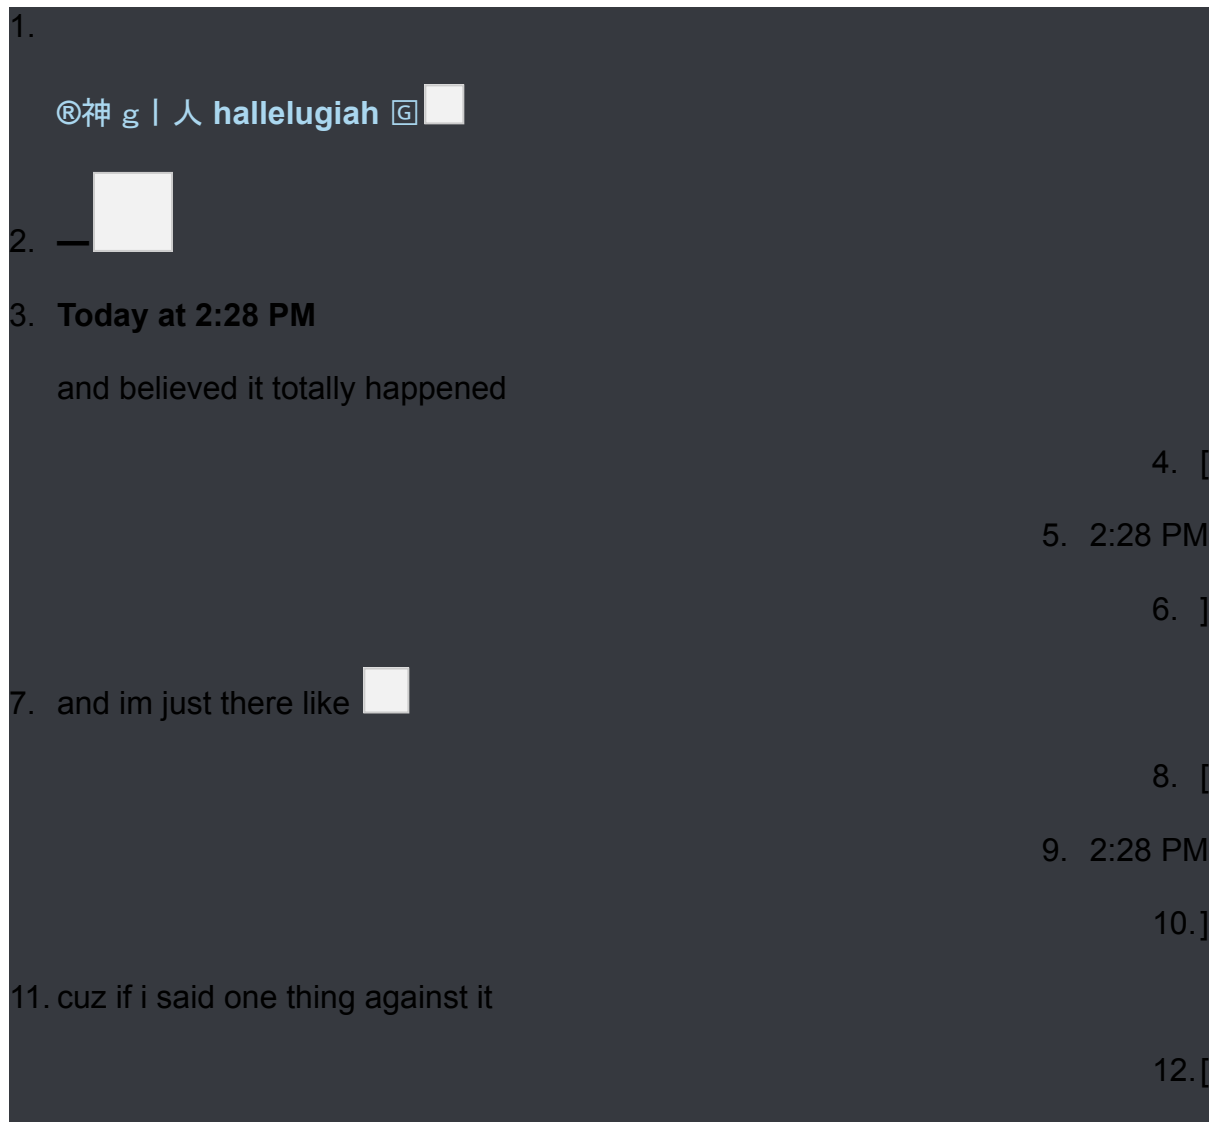 1.
®神ｇ丨人 hallelugiah 🄶
2. —
3. Today at 2:28 PM
and believed it totally happened
4. [
5. 2:28 PM
6. ]
7. and im just there like
8. [
9. 2:28 PM
10. ]
11. cuz if i said one thing against it
12. [